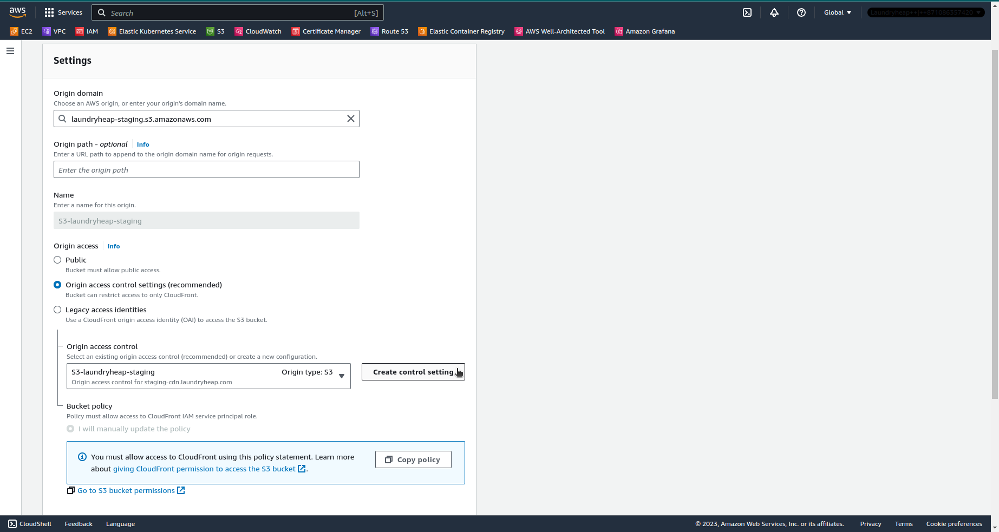 aws
Services
Search [Alt+S]
Global
Laundryheap++|++871086357420
EC2 VPC IAM Elastic Kubernetes Service S3 CloudWatch Certificate Manager Route 53 Elastic Container Registry AWS Well-Architected Tool Amazon Grafana
Settings
Origin domain
Choose an AWS origin, or enter your origin's domain name.
laundryheap-staging.s3.amazonaws.com
Origin path - optional Info
Enter a URL path to append to the origin domain name for origin requests.
Enter the origin path
Name
Enter a name for this origin.
S3-laundryheap-staging
Origin access Info
Public
Bucket must allow public access.
Origin access control settings (recommended)
Bucket can restrict access to only CloudFront.
Legacy access identities
Use a CloudFront origin access identity (OAI) to access the S3 bucket.
Origin access control
Select an existing origin access control (recommended) or create a new configuration.
S3-laundryheap-staging Origin type: S3
Origin access control for staging-cdn.laundryheap.com
Create control setting
Bucket policy
Policy must allow access to CloudFront IAM service principal role.
I will manually update the policy
You must allow access to CloudFront using this policy statement. Learn more
about giving CloudFront permission to access the S3 bucket.
Copy policy
Go to S3 bucket permissions
CloudShell Feedback Language © 2023, Amazon Web Services, Inc. or its affiliates. Privacy Terms Cookie preferences